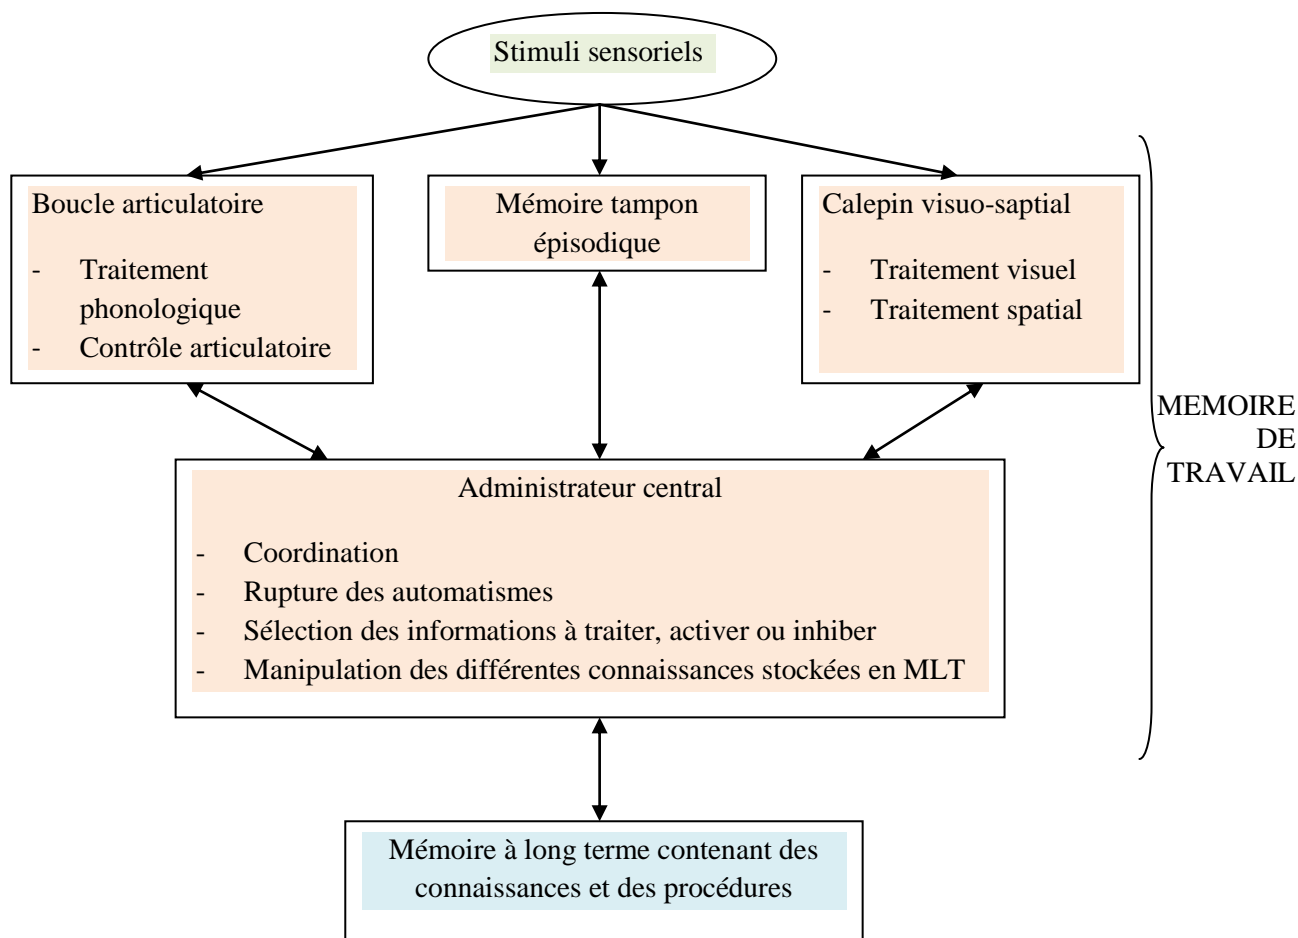 Stimuli sensoriels
Boucle articulatoire
- Traitement
phonologique
- Contrôle articulatoire
Mémoire tampon
épisodique
Calepin visuo-saptial
- Traitement visuel
- Traitement spatial
MEMOIRE
DE
TRAVAIL
Administrateur central
- Coordination
- Rupture des automatismes
- Sélection des informations à traiter, activer ou inhiber
- Manipulation des différentes connaissances stockées en MLT
Mémoire à long terme contenant des
connaissances et des procédures